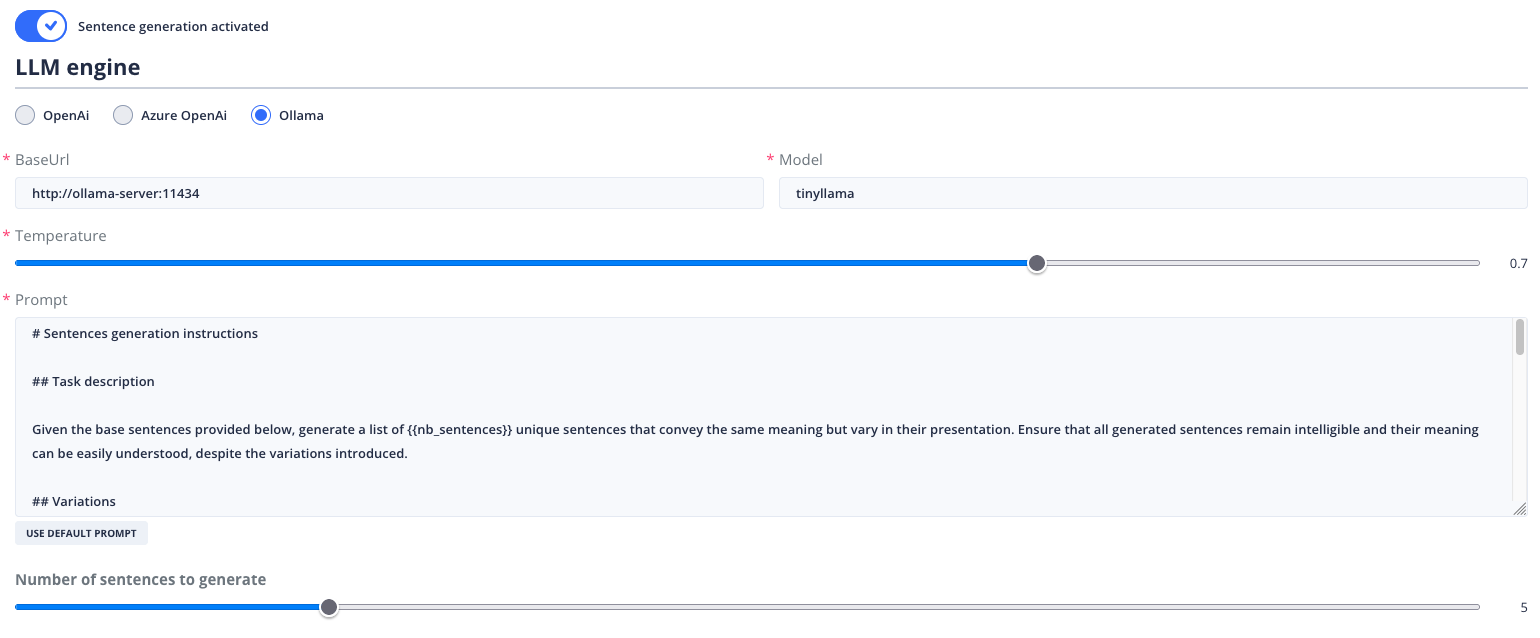 Sentence generation activated
LLM engine
OpenAi Azure OpenAi Ollama
* BaseUrl * Model
http://ollama-server:11434 tinyllama
* Temperature
0.7
* Prompt
# Sentences generation instructions
## Task description
Given the base sentences provided below, generate a list of {{nb_sentences}} unique sentences that convey the same meaning but vary in their presentation. Ensure that all generated sentences remain intelligible and their meaning
can be easily understood, despite the variations introduced.
## Variations
USE DEFAULT PROMPT
Number of sentences to generate
5